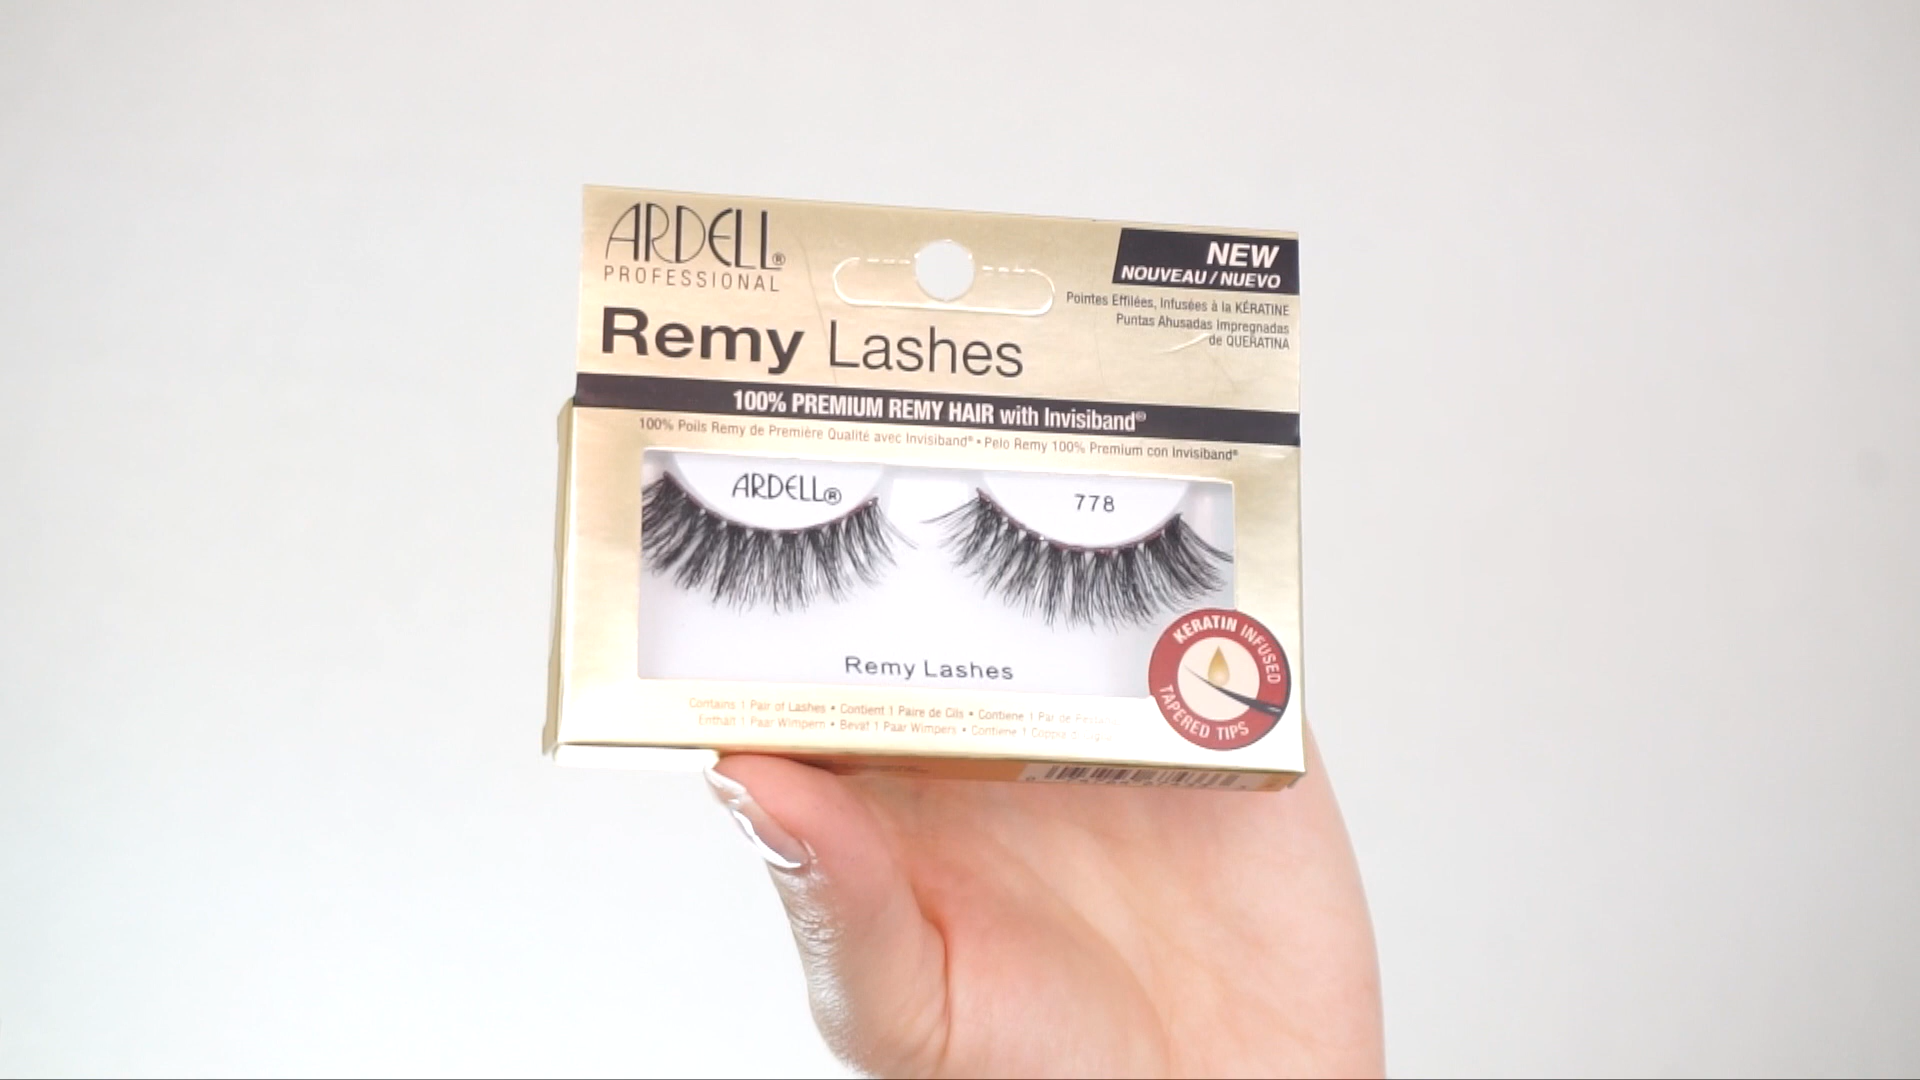 ARDELL®
PROFESSIONAL
NEW
NOUVEAU / NUEVO
Pointes Effilées, Infusées à la KÉRATINE
Puntas Ahusadas Impregnadas
de QUERATINA
Remy Lashes
100% PREMIUM REMY HAIR with Invisiband®
100% Poils Remy de Première Qualité avec Invisiband® • Pelo Remy 100% Premium con Invisiband®
ARDELL®
778
Remy Lashes
KERATIN INFUSED
TAPERED TIPS
Contains 1 Pair of Lashes • Contient 1 Paire de Cils • Contiene 1 Par de
Enthält 1 Paar Wimpern • Bevat 1 Paar Wimpers • Contiene 1